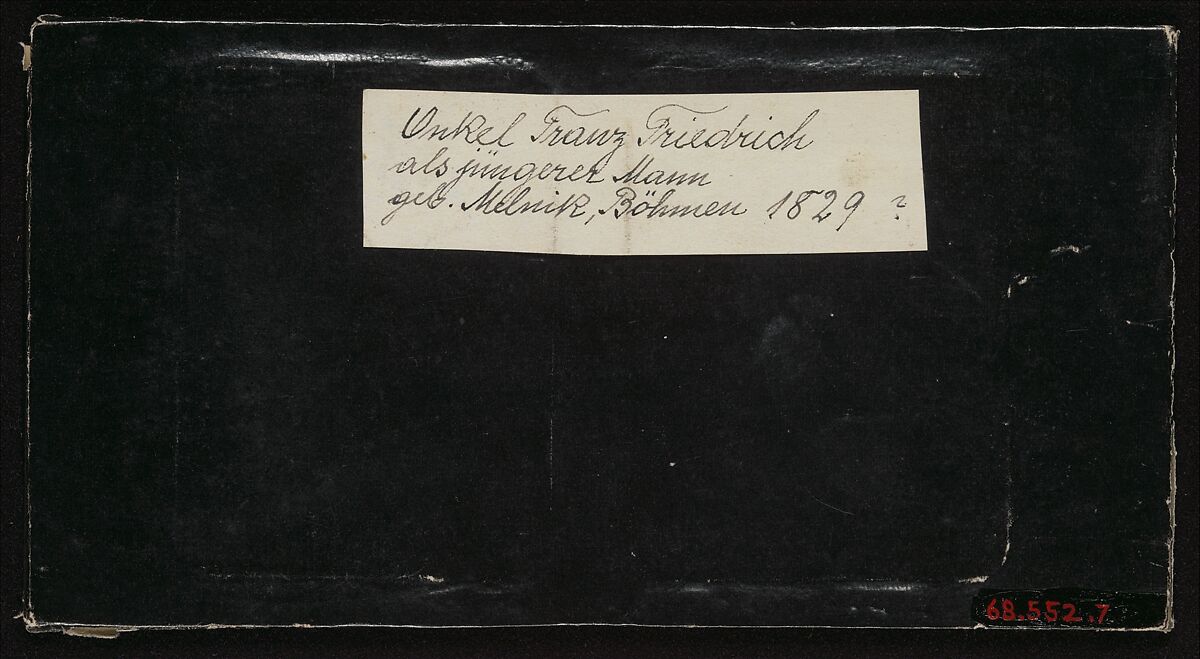 Onkel Franz Friedrich
als jüngerer Mann
geb. Melnik, Böhmen 1829 ?
68.552.7